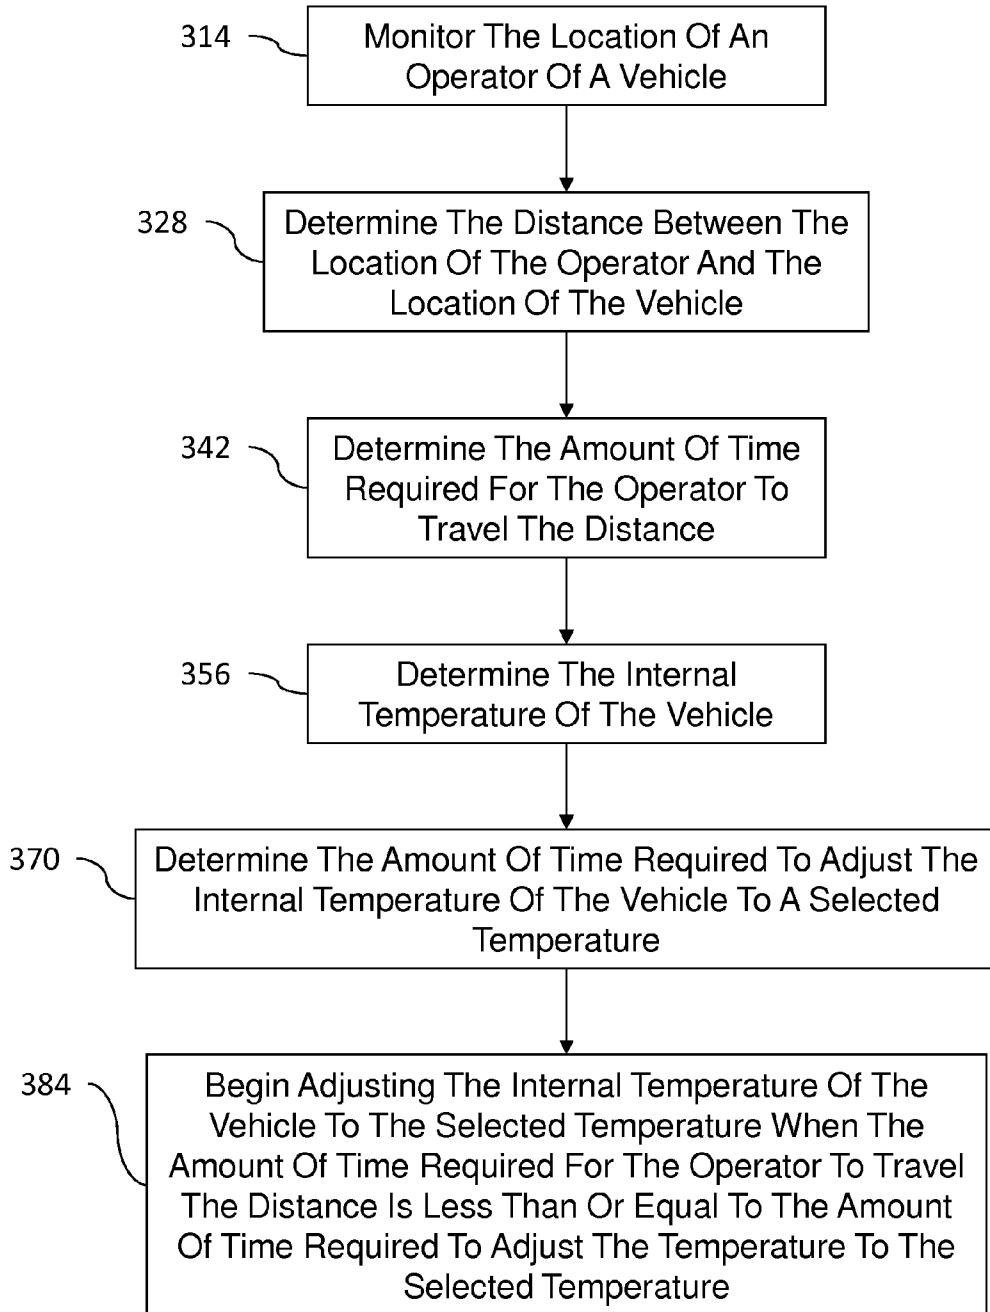 314
Monitor The Location Of An
Operator Of A Vehicle
328
Determine The Distance Between The
Location Of The Operator And The
Location Of The Vehicle
342
Determine The Amount Of Time
Required For The Operator To
Travel The Distance
356
Determine The Internal
Temperature Of The Vehicle
370
Determine The Amount Of Time Required To Adjust The
Internal Temperature Of The Vehicle To A Selected
Temperature
384
Begin Adjusting The Internal Temperature Of The
Vehicle To The Selected Temperature When The
Amount Of Time Required For The Operator To Travel
The Distance Is Less Than Or Equal To The Amount
Of Time Required To Adjust The Temperature To The
Selected Temperature